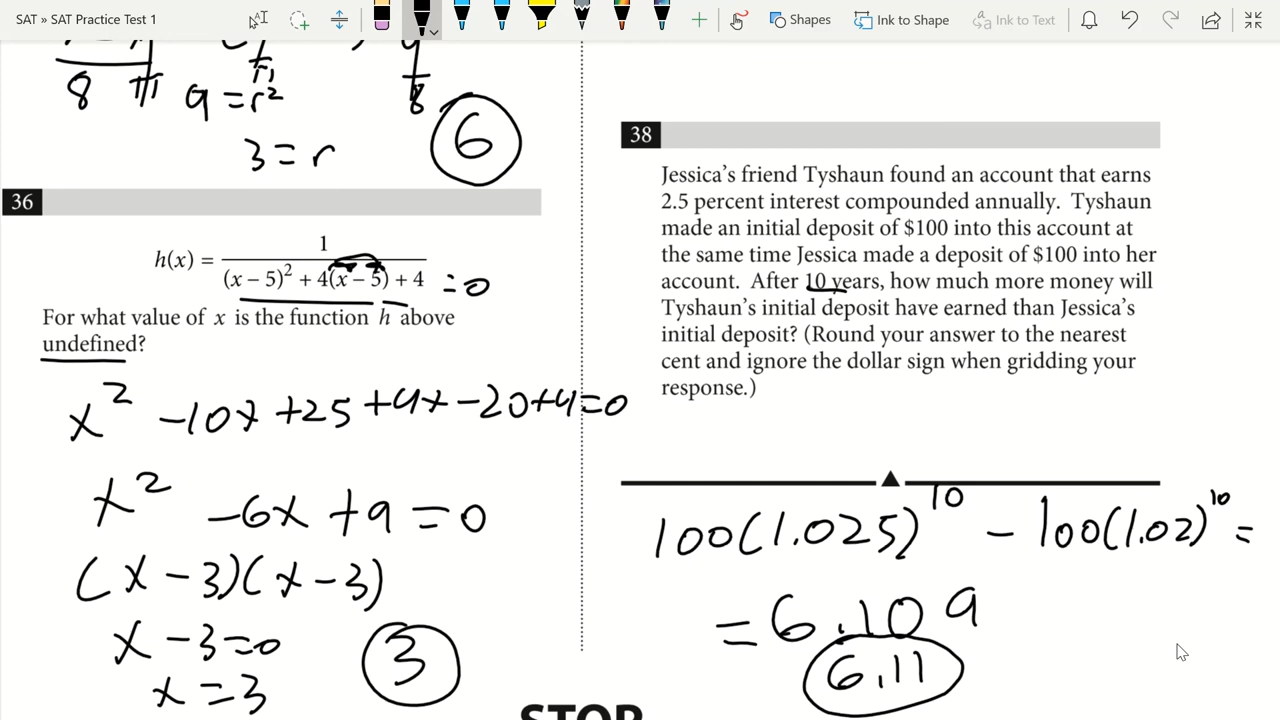 SAT » SAT Practice Test 1
Shapes
Ink to Shape
Ink to Text
8 π
9 = r²
3 = r
8
6
36
h(x) = 1 / (x – 5)² + 4(x – 5) + 4 = 0
For what value of x is the function h above
undefined?
x² -10x +25 +4x -20+4=0
x² -6x +9 = 0
(x - 3)(x - 3)
x - 3 = 0
x = 3
3
38
Jessica's friend Tyshaun found an account that earns
2.5 percent interest compounded annually. Tyshaun
made an initial deposit of $100 into this account at
the same time Jessica made a deposit of $100 into her
account. After 10 years, how much more money will
Tyshaun's initial deposit have earned than Jessica's
initial deposit? (Round your answer to the nearest
cent and ignore the dollar sign when gridding your
response.)
100(1.025)¹⁰ - 100(1.02)¹⁰ =
= 6.109
6.11
STOP